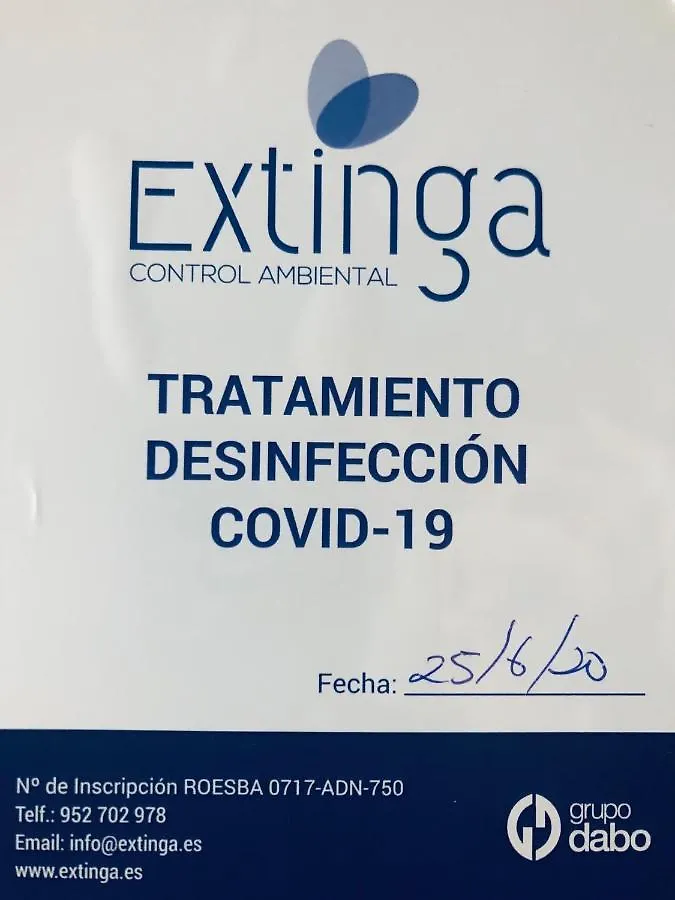 Extinga
CONTROL AMBIENTAL
TRATAMIENTO
DESINFECCIÓN
COVID-19
Fecha: 25/6/20
Nº de Inscripción ROESBA 0717-ADN-750
Telf.: 952 702 978
Email: info@extinga.es
www.extinga.es
grupo
dabo